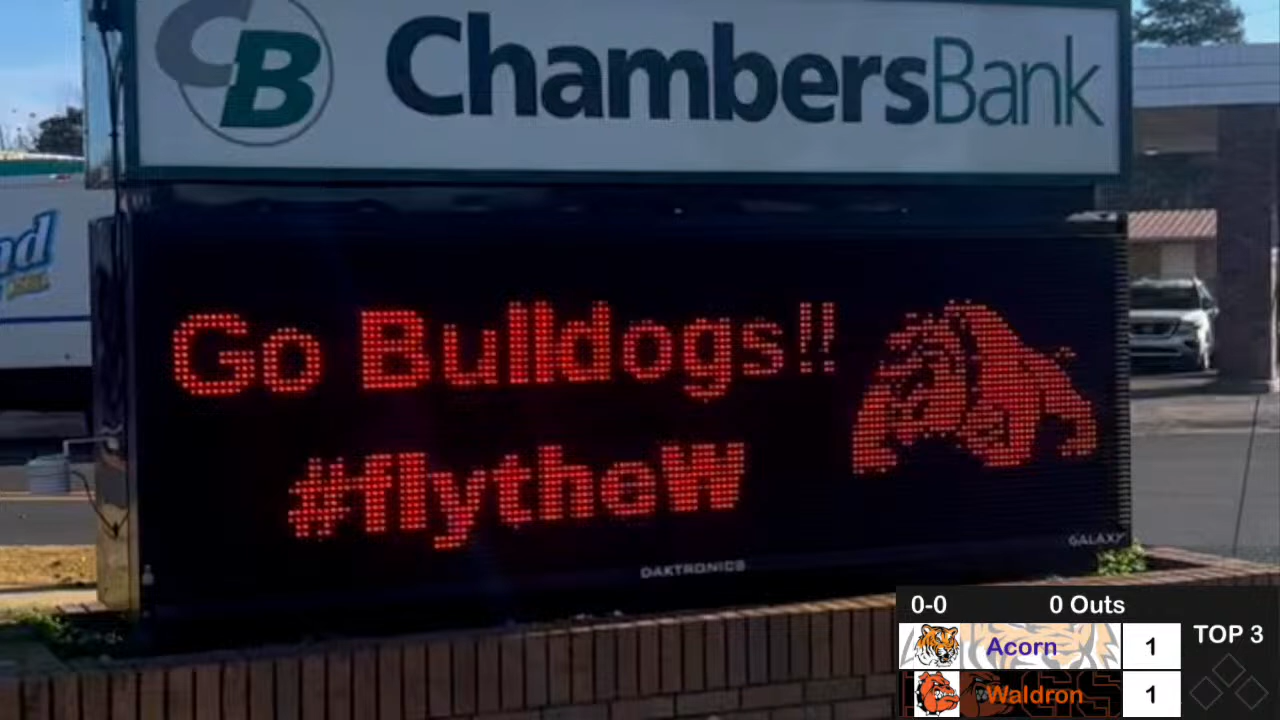 CB
ChambersBank
Go Bulldogs!!
#flytheW
DAKTRONICS
GALAXY
0-0 0 Outs
Acorn 1
TOP 3
Waldron 1